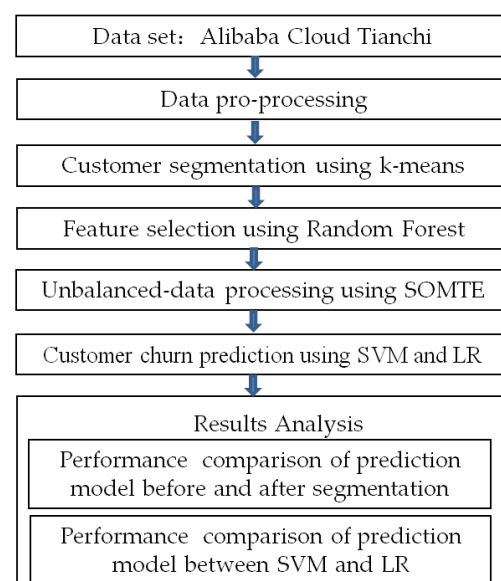 Data set: Alibaba Cloud Tianchi
Data pro-processing
Customer segmentation using k-means
Feature selection using Random Forest
Unbalanced-data processing using SOMTE
Customer churn prediction using SVM and LR
Results Analysis
Performance comparison of prediction
model before and after segmentation
Performance comparison of prediction
model between SVM and LR